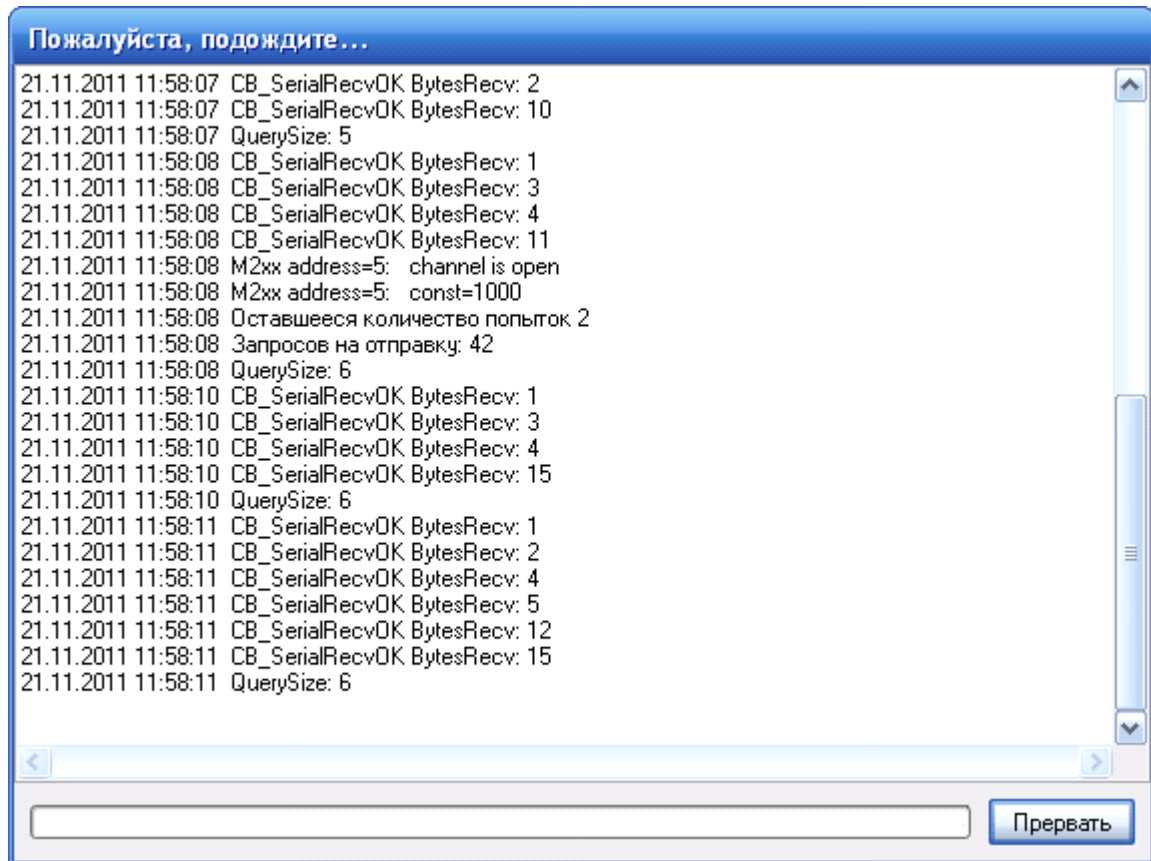 Пожалуйста, подождите...
21.11.2011 11:58:07 CB_SerialRecvOK BytesRecv: 2
21.11.2011 11:58:07 CB_SerialRecvOK BytesRecv: 10
21.11.2011 11:58:07 QuerySize: 5
21.11.2011 11:58:08 CB_SerialRecvOK BytesRecv: 1
21.11.2011 11:58:08 CB_SerialRecvOK BytesRecv: 3
21.11.2011 11:58:08 CB_SerialRecvOK BytesRecv: 4
21.11.2011 11:58:08 CB_SerialRecvOK BytesRecv: 11
21.11.2011 11:58:08 M2xx address=5: channel is open
21.11.2011 11:58:08 M2xx address=5: const=1000
21.11.2011 11:58:08 Оставшееся количество попыток 2
21.11.2011 11:58:08 Запросов на отправку: 42
21.11.2011 11:58:08 QuerySize: 6
21.11.2011 11:58:10 CB_SerialRecvOK BytesRecv: 1
21.11.2011 11:58:10 CB_SerialRecvOK BytesRecv: 3
21.11.2011 11:58:10 CB_SerialRecvOK BytesRecv: 4
21.11.2011 11:58:10 CB_SerialRecvOK BytesRecv: 15
21.11.2011 11:58:10 QuerySize: 6
21.11.2011 11:58:11 CB_SerialRecvOK BytesRecv: 1
21.11.2011 11:58:11 CB_SerialRecvOK BytesRecv: 2
21.11.2011 11:58:11 CB_SerialRecvOK BytesRecv: 4
21.11.2011 11:58:11 CB_SerialRecvOK BytesRecv: 5
21.11.2011 11:58:11 CB_SerialRecvOK BytesRecv: 12
21.11.2011 11:58:11 CB_SerialRecvOK BytesRecv: 15
21.11.2011 11:58:11 QuerySize: 6
Прервать